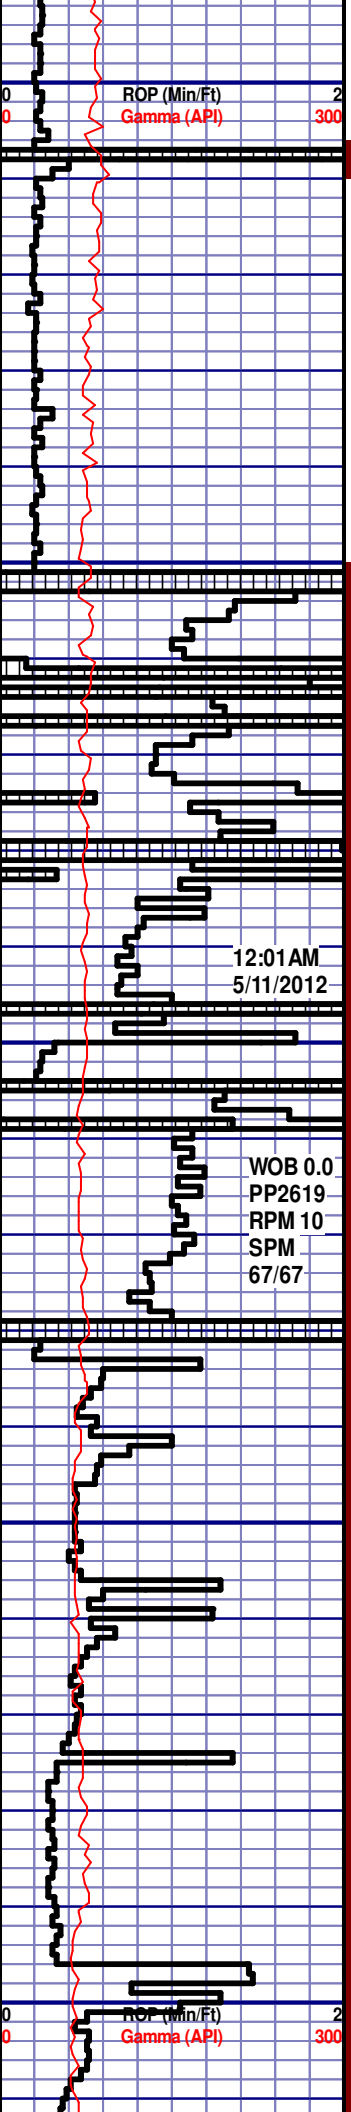 0 ROP (Min/Ft) 2
0 Gamma (API) 300
12:01AM
5/11/2012
WOB 0.0
PP2619
RPM 10
SPM
67/67
0 ROP (Min/Ft) 2
0 Gamma (API) 300